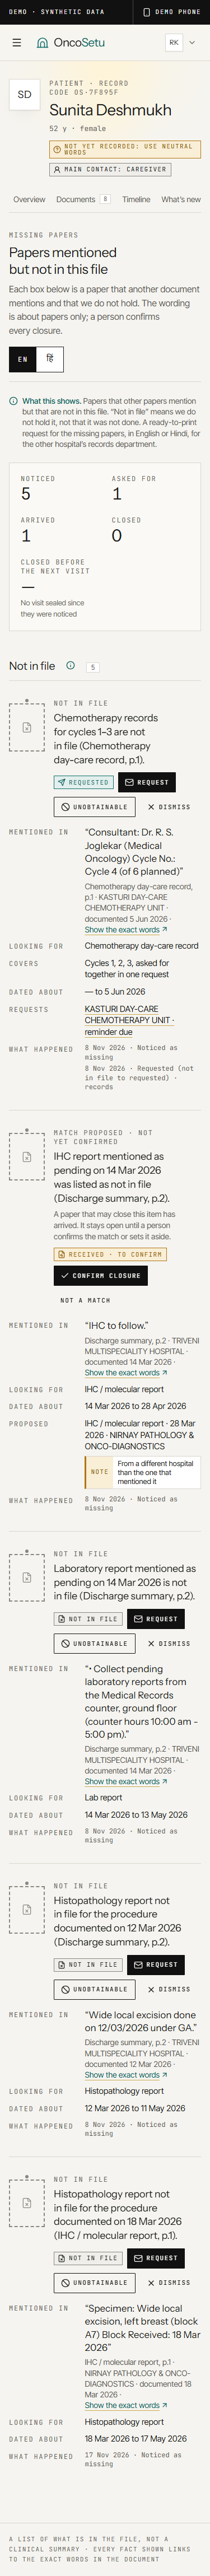 DEMO · SYNTHETIC DATA
DEMO PHONE
OncoSetu
RK
SD
PATIENT · RECORD
CODE OS-7F895F
Sunita Deshmukh
52 y · female
NOT YET RECORDED: USE NEUTRAL
WORDS
MAIN CONTACT: CAREGIVER
Overview
Documents
8
Timeline
What's new
MISSING PAPERS
Papers mentioned
but not in this file
Each box below is a paper that another document
mentions and that we do not hold. The wording
is about papers only; a person confirms
every closure.
EN
हिं
What this shows. Papers that other papers mention
but that are not in this file. “Not in file” means we do
not hold it, not that it was not done. A ready-to-print
request for the missing papers, in English or Hindi, for
the other hospital's records department.
NOTICED
5
ASKED FOR
1
ARRIVED
1
CLOSED
0
CLOSED BEFORE
THE NEXT VISIT
—
No visit sealed since
they were noticed
Not in file
5
NOT IN FILE
Chemotherapy records
for cycles 1–3 are not
in file (Chemotherapy
day-care record, p.1).
REQUESTED
REQUEST
UNOBTAINABLE
DISMISS
MENTIONED IN
“Consultant: Dr. R. S.
Joglekar (Medical
Oncology) Cycle No.:
Cycle 4 (of 6 planned)”
Chemotherapy day-care record,
p.1 · KASTURI DAY-CARE
CHEMOTHERAPY UNIT ·
documented 5 Jun 2026 ·
Show the exact words
LOOKING FOR
Chemotherapy day-care record
COVERS
Cycles 1, 2, 3, asked for
together in one request
DATED ABOUT
— to 5 Jun 2026
REQUESTS
KASTURI DAY-CARE
CHEMOTHERAPY UNIT ·
reminder due
WHAT HAPPENED
8 Nov 2026 · Noticed as
missing
8 Nov 2026 · Requested (not
in file to requested) ·
records
MATCH PROPOSED · NOT
YET CONFIRMED
IHC report mentioned as
pending on 14 Mar 2026
was listed as not in file
(Discharge summary, p.2).
A paper that may close this item has
arrived. It stays open until a person
confirms the match or sets it aside.
RECEIVED · TO CONFIRM
CONFIRM CLOSURE
NOT A MATCH
MENTIONED IN
“IHC to follow.”
Discharge summary, p.2 · TRIVENI
MULTISPECIALITY HOSPITAL ·
documented 14 Mar 2026 ·
Show the exact words
LOOKING FOR
IHC / molecular report
DATED ABOUT
14 Mar 2026 to 28 Apr 2026
PROPOSED
IHC / molecular report · 28 Mar
2026 · NIRNAY PATHOLOGY &
ONCO-DIAGNOSTICS
NOTE
From a different hospital
than the one that
mentioned it
WHAT HAPPENED
8 Nov 2026 · Noticed as
missing
NOT IN FILE
Laboratory report mentioned as
pending on 14 Mar 2026 is not
in file (Discharge summary, p.2).
NOT IN FILE
REQUEST
UNOBTAINABLE
DISMISS
MENTIONED IN
“• Collect pending
laboratory reports from
the Medical Records
counter, ground floor
(counter hours 10:00 am -
5:00 pm).”
Discharge summary, p.2 · TRIVENI
MULTISPECIALITY HOSPITAL ·
documented 14 Mar 2026 ·
Show the exact words
LOOKING FOR
Lab report
DATED ABOUT
14 Mar 2026 to 13 May 2026
WHAT HAPPENED
8 Nov 2026 · Noticed as
missing
NOT IN FILE
Histopathology report not
in file for the procedure
documented on 12 Mar 2026
(Discharge summary, p.2).
NOT IN FILE
REQUEST
UNOBTAINABLE
DISMISS
MENTIONED IN
“Wide local excision done
on 12/03/2026 under GA.”
Discharge summary, p.2 · TRIVENI
MULTISPECIALITY HOSPITAL ·
documented 12 Mar 2026 ·
Show the exact words
LOOKING FOR
Histopathology report
DATED ABOUT
12 Mar 2026 to 11 May 2026
WHAT HAPPENED
8 Nov 2026 · Noticed as
missing
NOT IN FILE
Histopathology report not
in file for the procedure
documented on 18 Mar 2026
(IHC / molecular report, p.1).
NOT IN FILE
REQUEST
UNOBTAINABLE
DISMISS
MENTIONED IN
“Specimen: Wide local
excision, left breast (block
A7) Block Received: 18 Mar
2026”
IHC / molecular report, p.1 ·
NIRNAY PATHOLOGY & ONCO-
DIAGNOSTICS · documented 18
Mar 2026 ·
Show the exact words
LOOKING FOR
Histopathology report
DATED ABOUT
18 Mar 2026 to 17 May 2026
WHAT HAPPENED
17 Nov 2026 · Noticed as
missing
A LIST OF WHAT IS IN THE FILE, NOT A
CLINICAL SUMMARY · EVERY FACT SHOWN LINKS
TO THE EXACT WORDS IN THE DOCUMENT